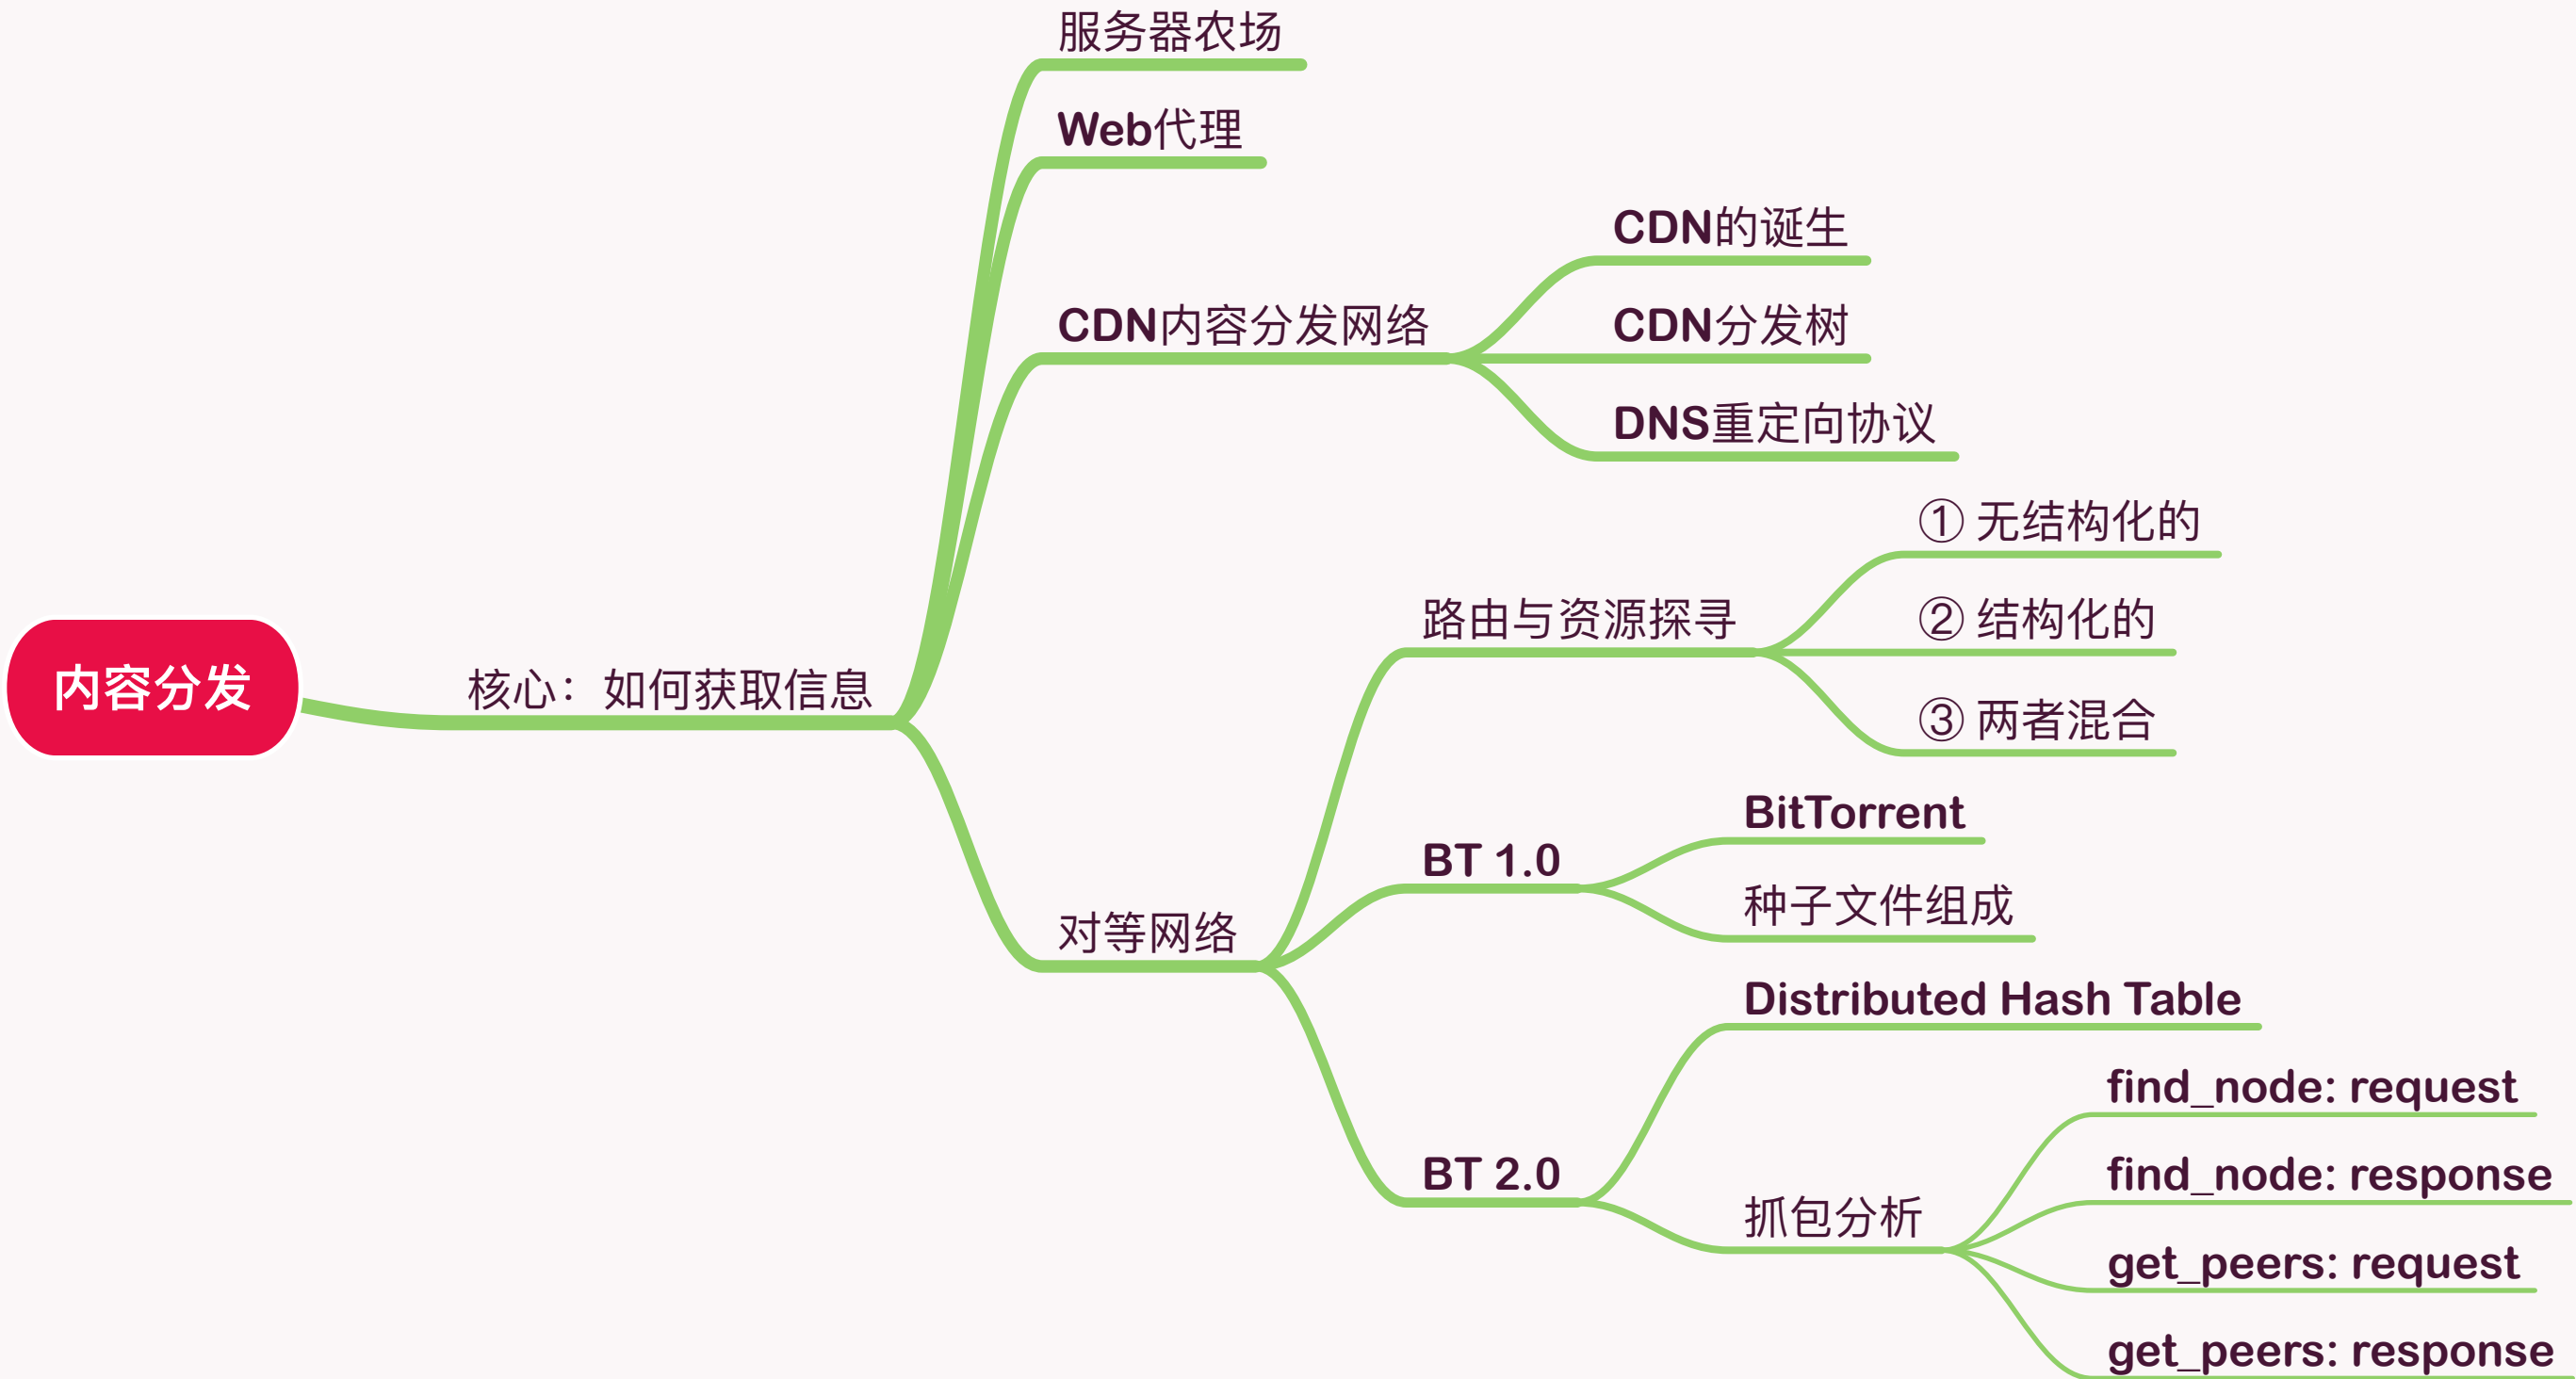 内容分发
核心：如何获取信息
服务器农场
Web代理
CDN内容分发网络
CDN的诞生
CDN分发树
DNS重定向协议
对等网络
路由与资源探寻
① 无结构化的
② 结构化的
③ 两者混合
BT 1.0
BitTorrent
种子文件组成
BT 2.0
Distributed Hash Table
抓包分析
find_node: request
find_node: response
get_peers: request
get_peers: response